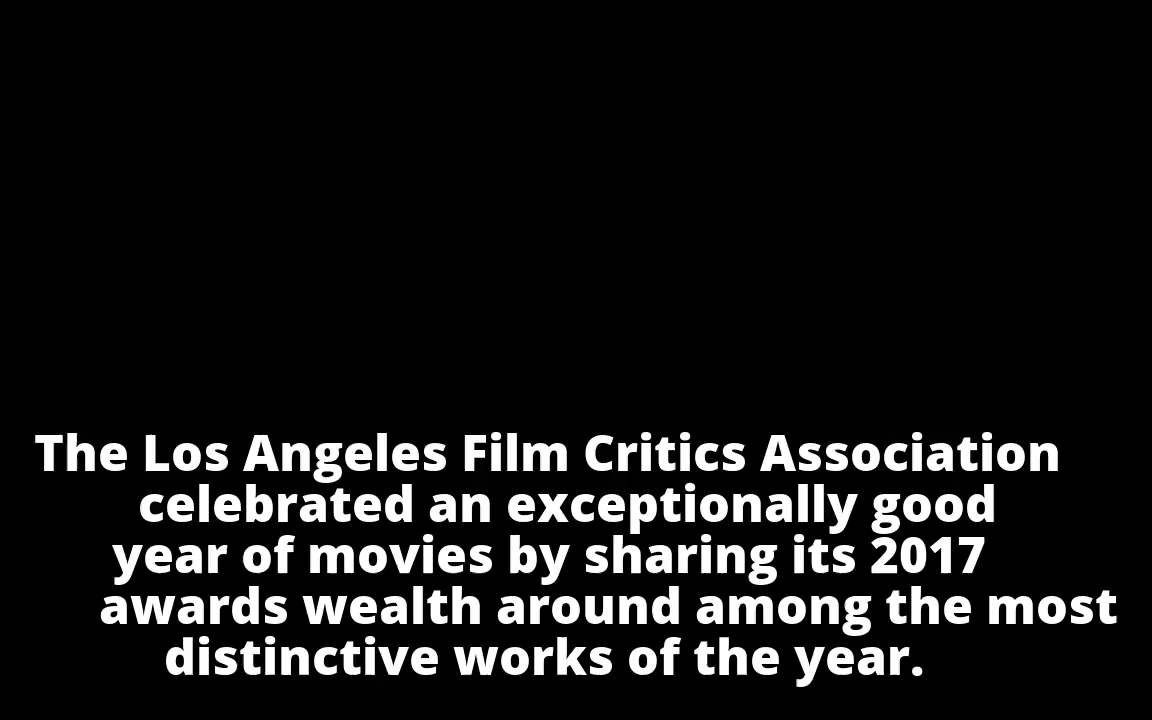 The Los Angeles Film Critics Association
celebrated an exceptionally good
year of movies by sharing its 2017
awards wealth around among the most
distinctive works of the year.